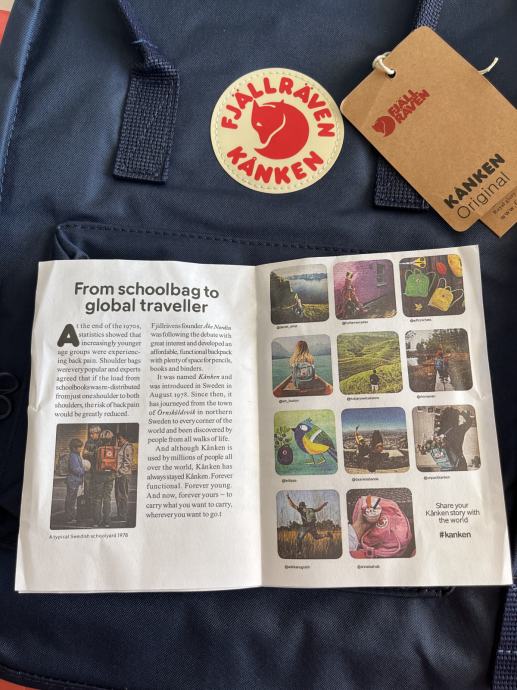 FJÄLLRÄVEN
KÅNKEN
FJÄLL
RÄVEN
KÅNKEN
Original
From schoolbag to
global traveller
At the end of the 1970s,
statistics showed that
increasingly younger
age groups were experienc-
ing back pain. Shoulder bags
were very popular and experts
agreed that if the load from
schoolbooks was re-distributed
from just one shoulder to both
shoulders, the risk of back pain
would be greatly reduced.
A typical Swedish schoolyard 1978
Fjällrävens founder Åke Nordin
was following the debate with
great interest and developed an
affordable, functional backpack
with plenty of space for pencils,
books and binders.
It was named Kånken and
was introduced in Sweden in
August 1978. Since then, it
has journeyed from the town
of Örnsköldsvik in northern
Sweden to every corner of the
world and been discovered by
people from all walks of life.
And although Kånken is
used by millions of people all
over the world, Kånken has
always stayed Kånken. Forever
functional. Forever young.
And now, forever yours – to
carry what you want to carry,
wherever you want to go.t
Share your
Kånken story with
the world
#kanken